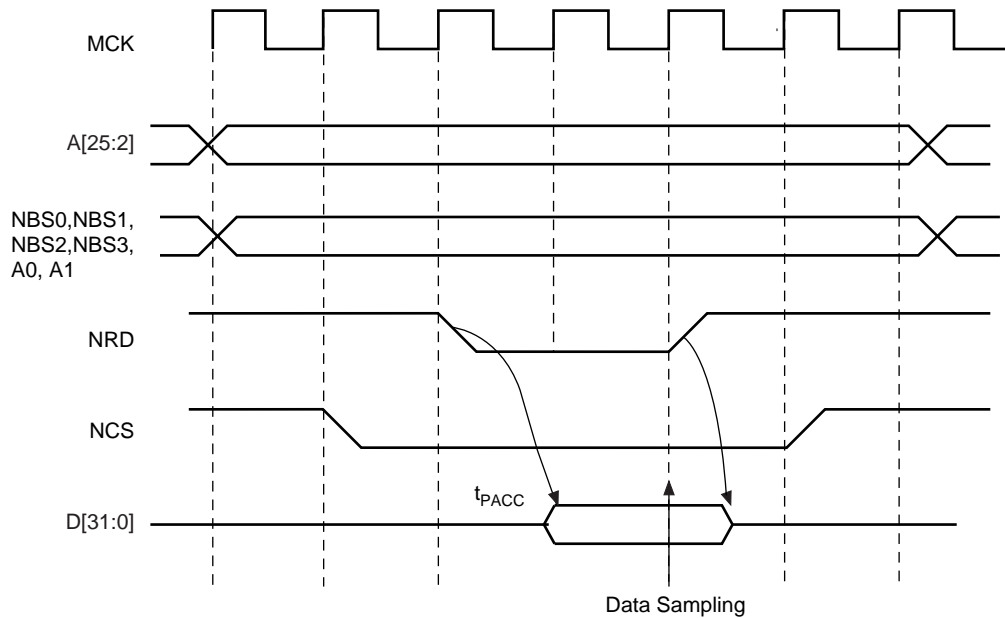 MCK
A[25:2]
NBS0,NBS1,
NBS2,NBS3,
A0, A1
NRD
NCS
tPACC
D[31:0]
Data Sampling